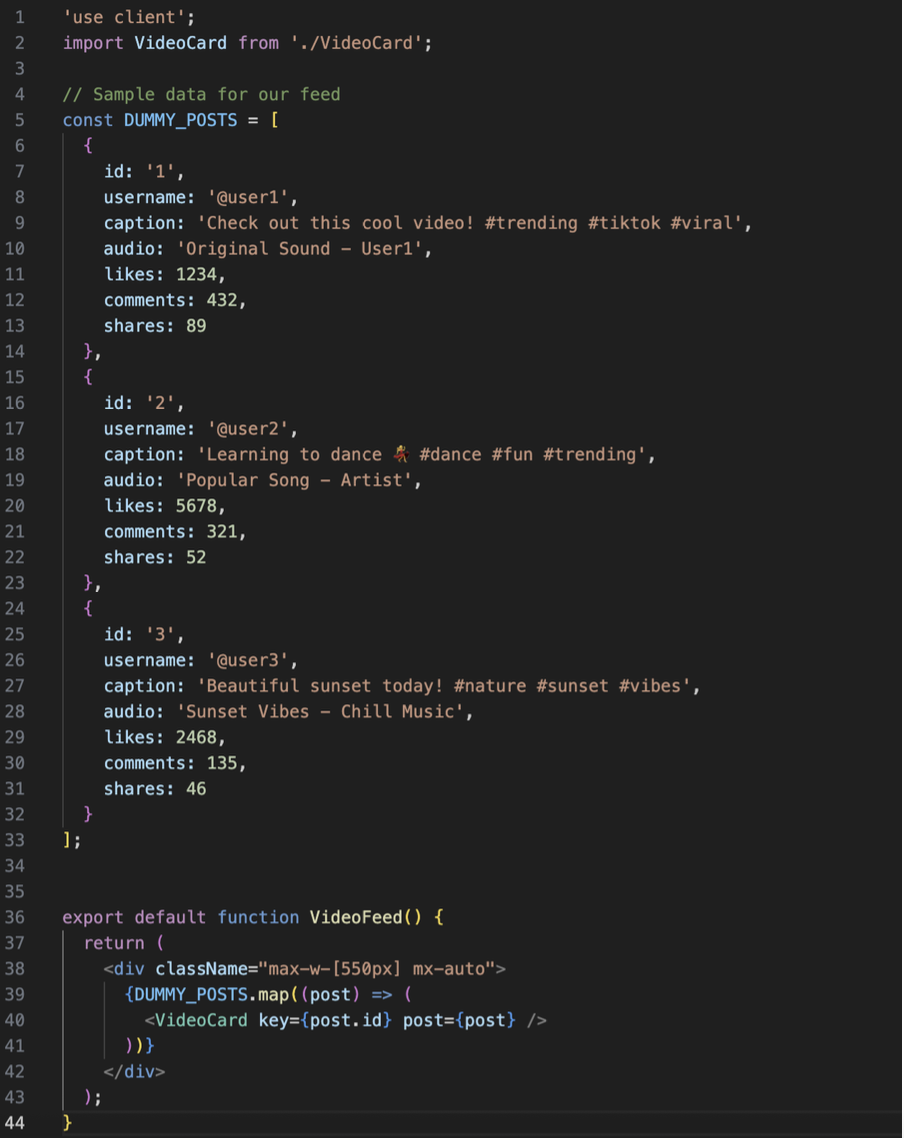 1 'use client';
2 import VideoCard from './VideoCard';
3
4 // Sample data for our feed
5 const DUMMY_POSTS = [
6 {
7 id: '1',
8 username: '@user1',
9 caption: 'Check out this cool video! #trending #tiktok #viral',
10 audio: 'Original Sound – User1',
11 likes: 1234,
12 comments: 432,
13 shares: 89
14 },
15 {
16 id: '2',
17 username: '@user2',
18 caption: 'Learning to dance 💃 #dance #fun #trending',
19 audio: 'Popular Song – Artist',
20 likes: 5678,
21 comments: 321,
22 shares: 52
23 },
24 {
25 id: '3',
26 username: '@user3',
27 caption: 'Beautiful sunset today! #nature #sunset #vibes',
28 audio: 'Sunset Vibes – Chill Music',
29 likes: 2468,
30 comments: 135,
31 shares: 46
32 }
33 ];
34
35
36 export default function VideoFeed() {
37 return (
38 <div className="max-w-[550px] mx-auto">
39 {DUMMY_POSTS.map((post) => (
40 <VideoCard key={post.id} post={post} />
41 ))}
42 </div>
43 );
44 }